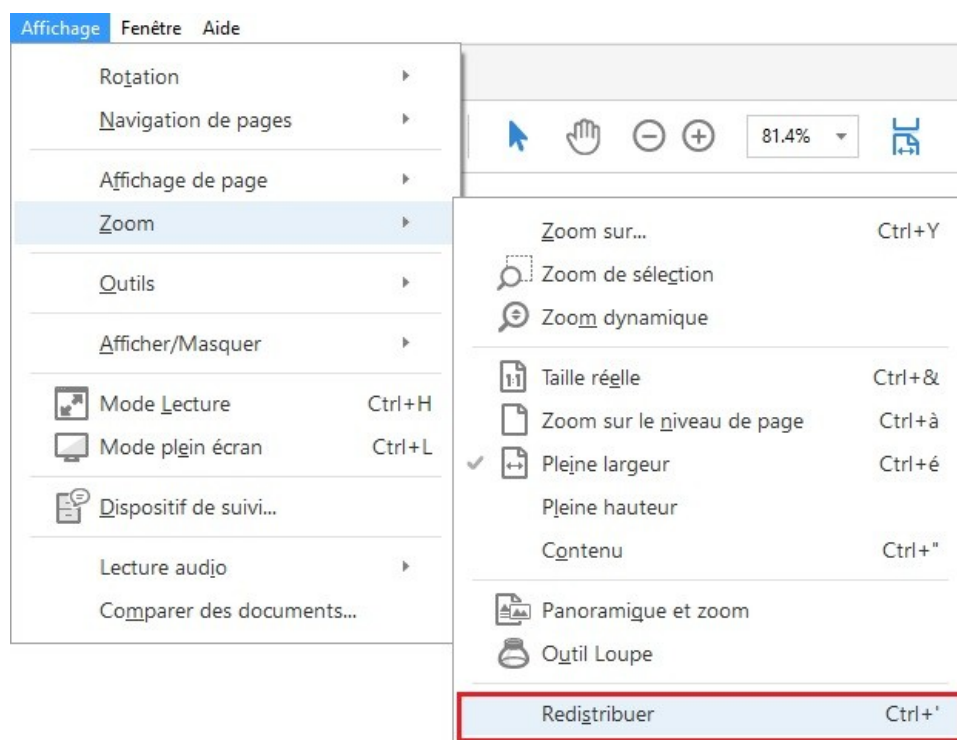 Affichage Fenêtre Aide
Rotation
Navigation de pages
Affichage de page
Zoom
Outils
Afficher/Masquer
Mode Lecture Ctrl+H
Mode plein écran Ctrl+L
Dispositif de suivi...
Lecture audio
Comparer des documents...
81.4%
Zoom sur... Ctrl+Y
Zoom de sélection
Zoom dynamique
1:1 Taille réelle Ctrl+&
Zoom sur le niveau de page Ctrl+à
Pleine largeur Ctrl+é
Pleine hauteur
Contenu Ctrl+"
Panoramique et zoom
Outil Loupe
Redistribuer Ctrl+'